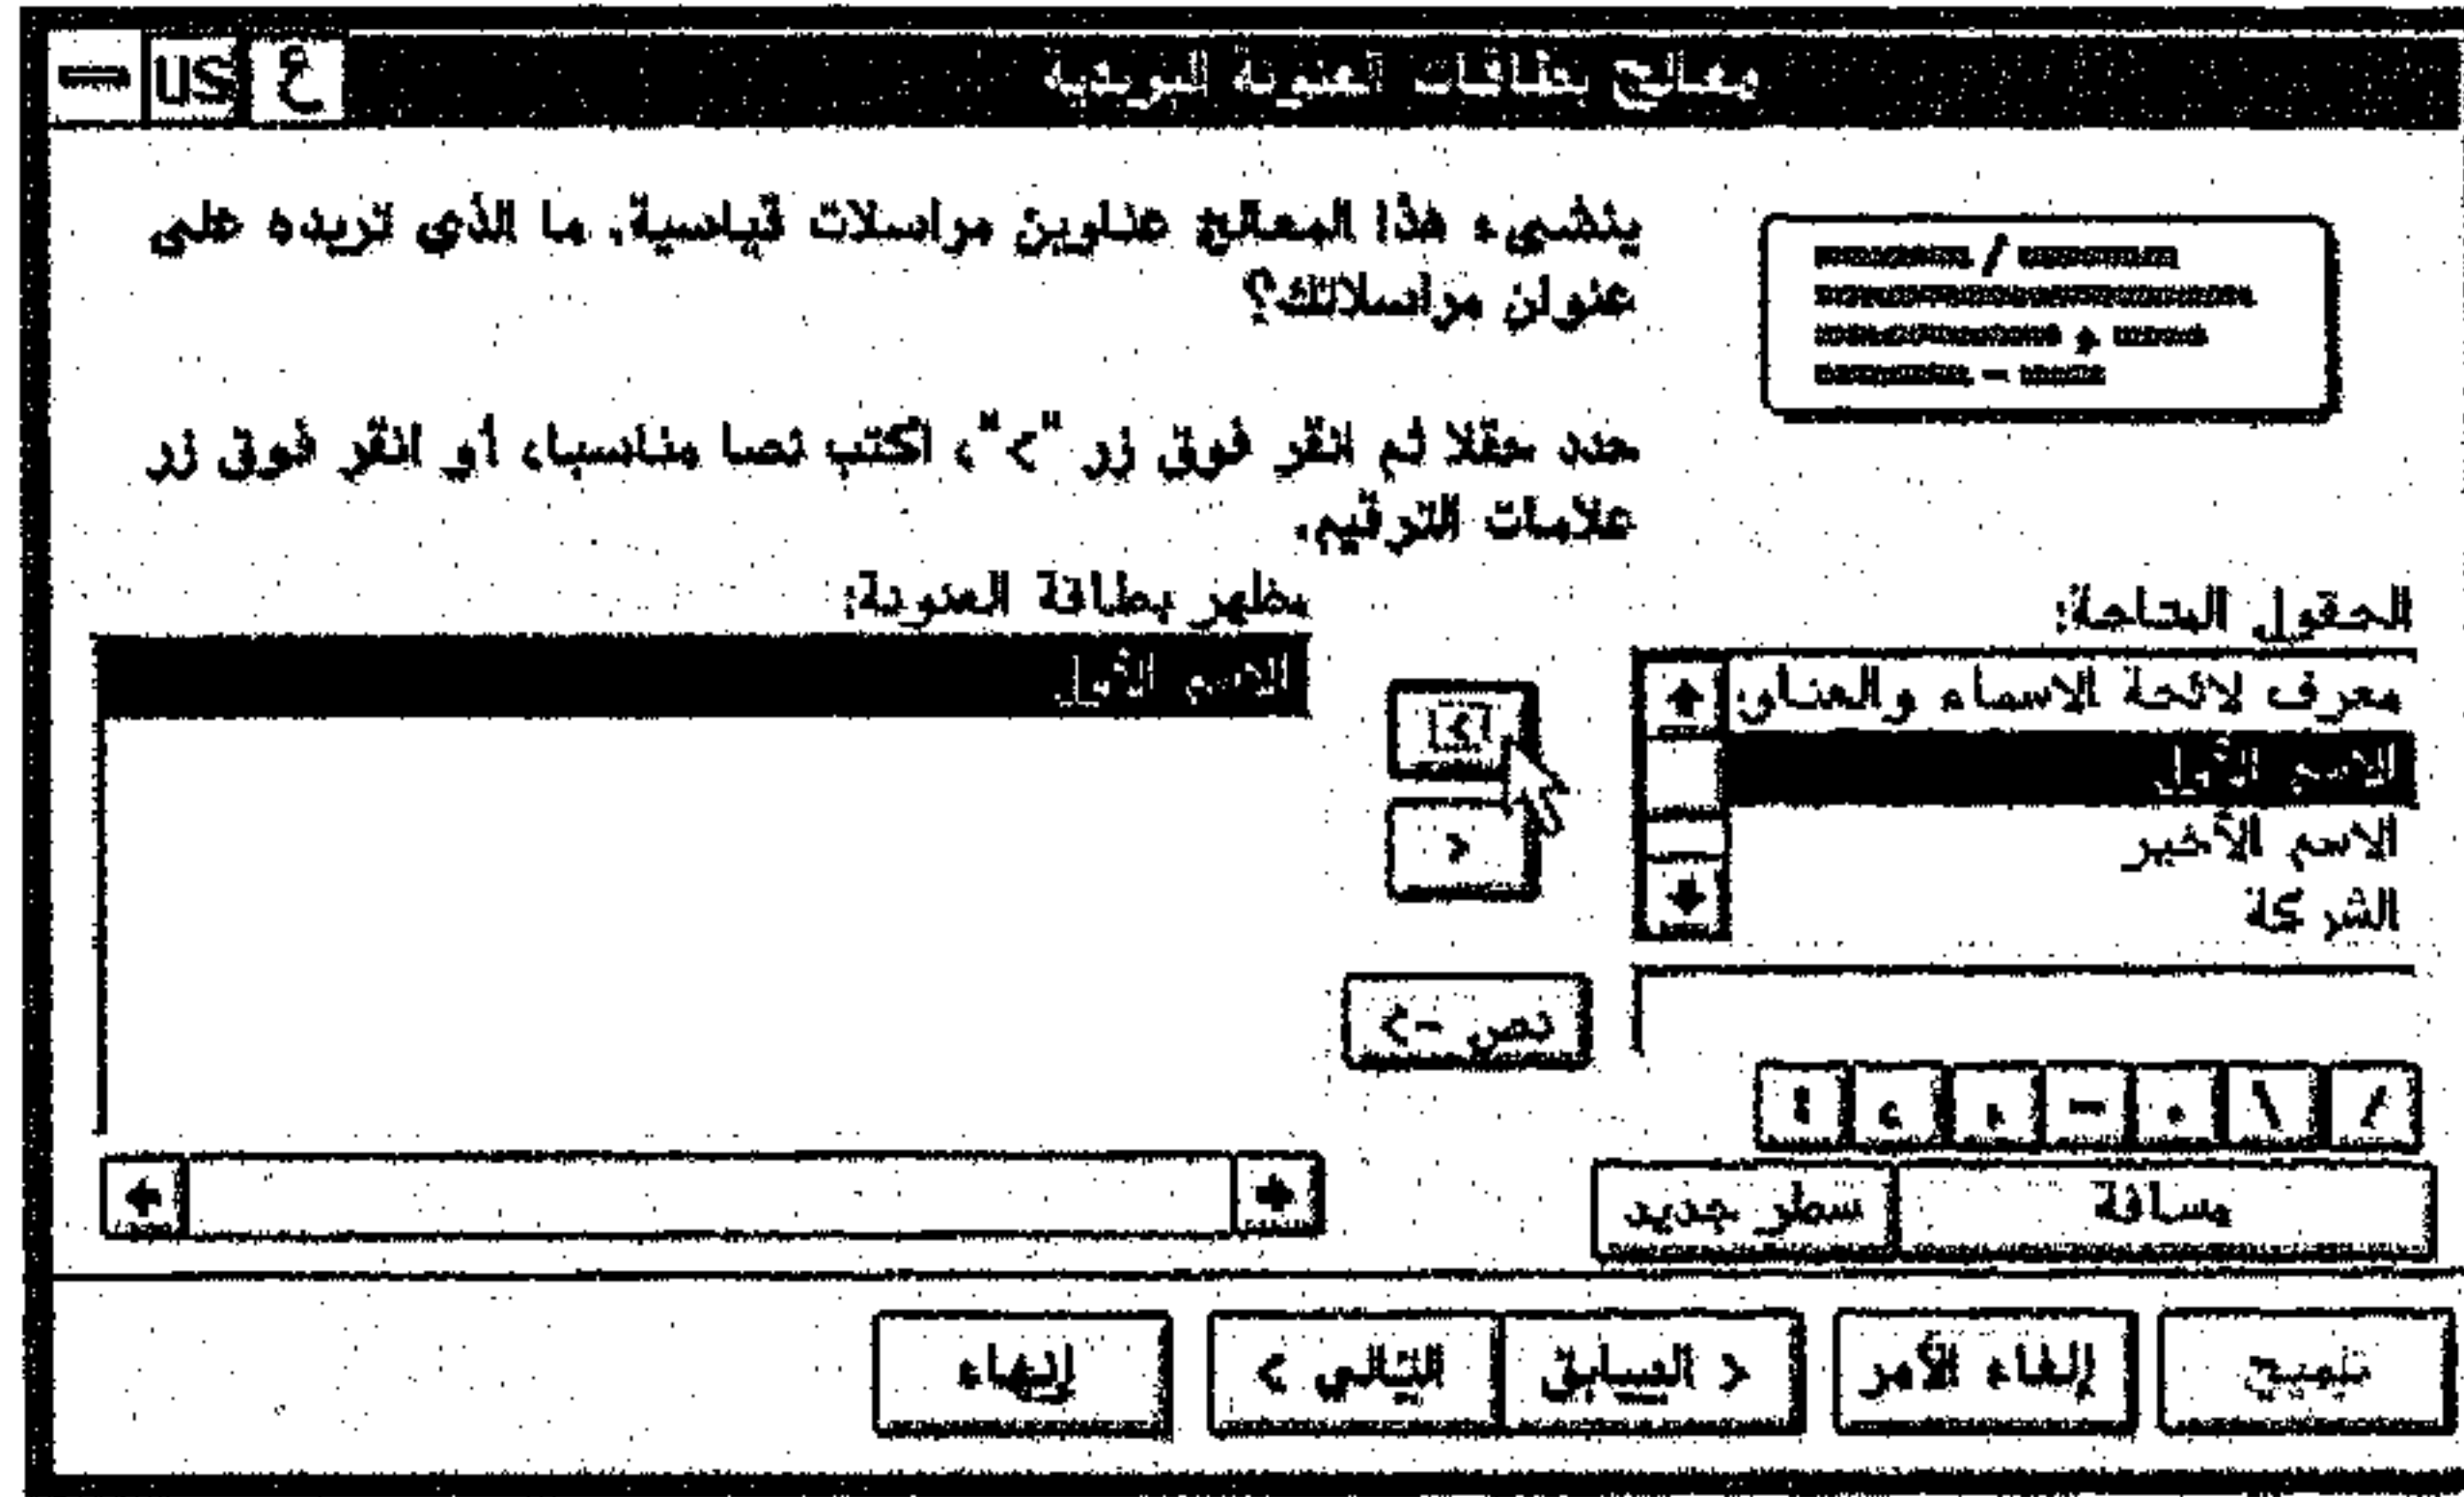 معالج بطاقات العنونة البريدية
ع US
ينشىء هذا المعالج عناوين مراسلات قياسية. ما الذي تريده على
عنوان مراسلاتك؟
حدد حقلا ثم انقر فوق زر ">"، اكتب نصا مناسبا، أو انقر فوق زر
علامات الترقيم.
الحقول المتاحة:
مظهر بطاقة العنونة:
معرف لائحة الاسماء والعناو
الاسم الأول
الاسم الأخير
الشركة
الاسم الأول
<
نص ->
/ \ . - , ، :
مسافة
سطر جديد
تلميح
إلغاء الأمر
< السابق
التالي >
إنهاء